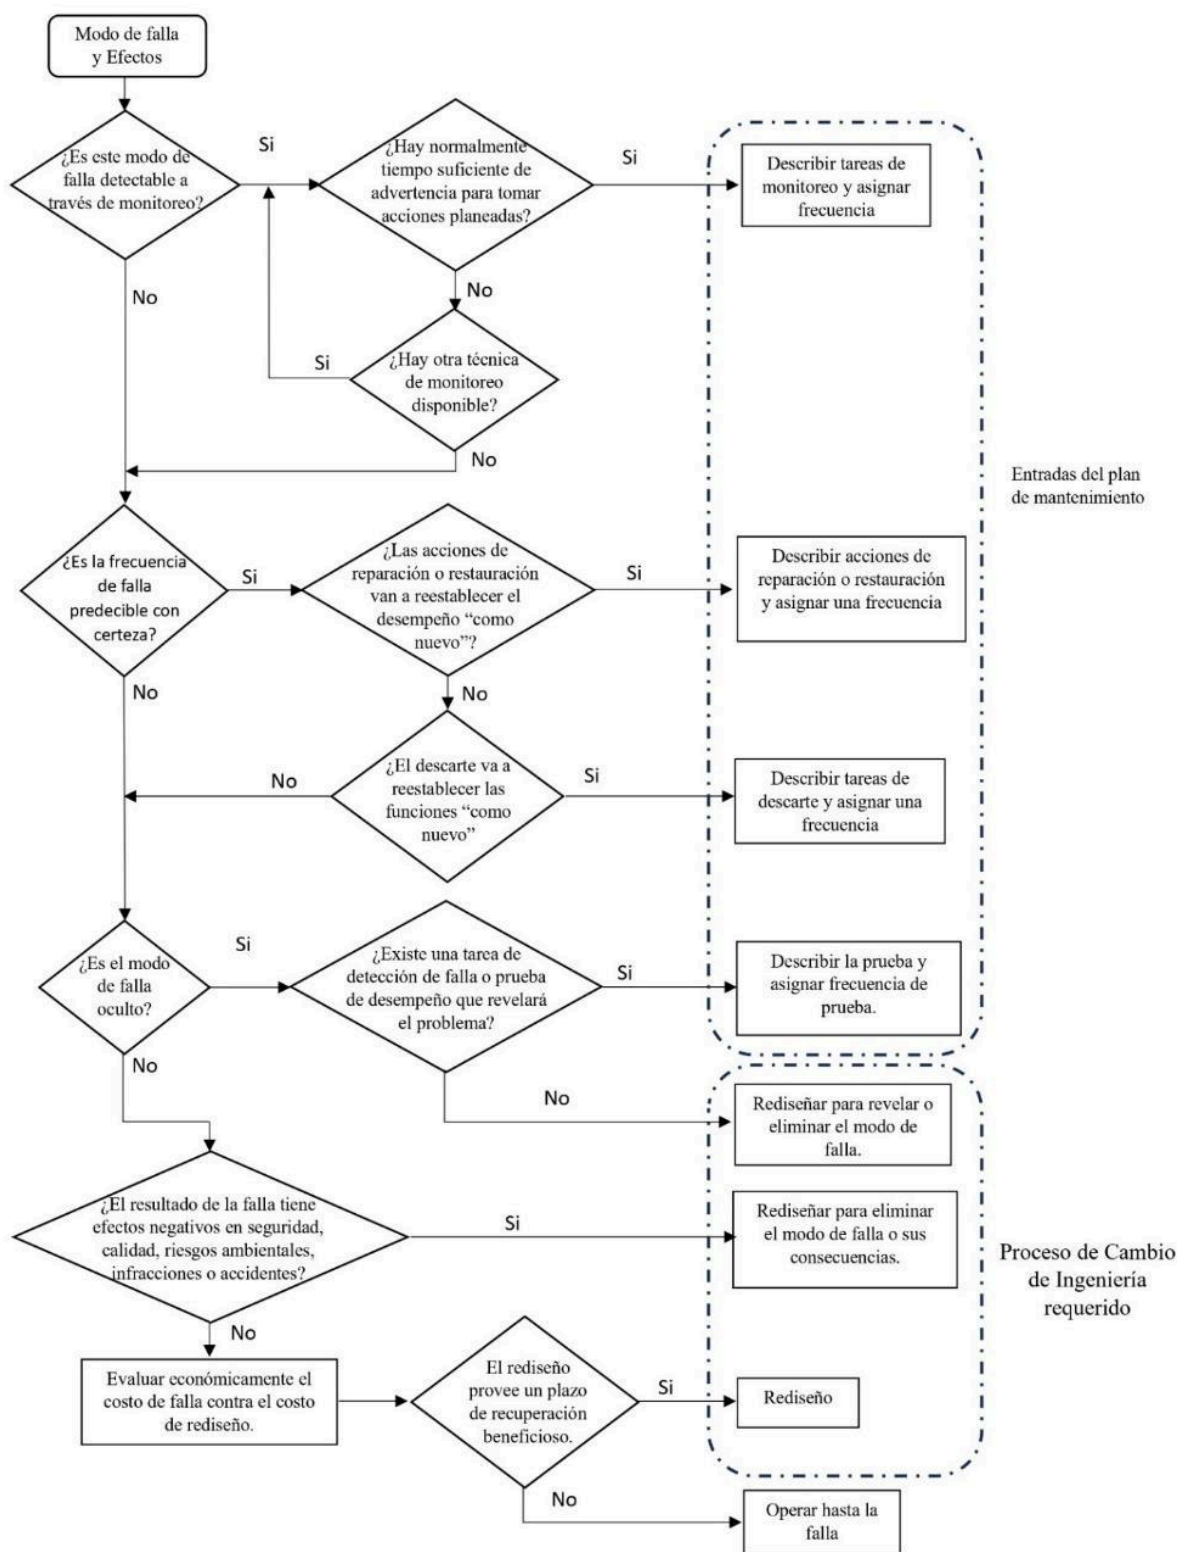 Modo de falla
y Efectos
¿Es este modo de
falla detectable a
través de monitoreo?
Si
¿Hay normalmente
tiempo suficiente de
advertencia para tomar
acciones planeadas?
Si
Describir tareas de
monitoreo y asignar
frecuencia
No
No
¿Hay otra técnica
de monitoreo
disponible?
Si
No
Entradas del plan
de mantenimiento
¿Es la frecuencia
de falla
predecible con
certeza?
Si
¿Las acciones de
reparación o restauración
van a reestablecer el
desempeño “como
nuevo”?
Si
Describir acciones de
reparación o restauración
y asignar una frecuencia
No
No
¿El descarte va a
reestablecer las
funciones “como
nuevo”
No
Si
Describir tareas de
descarte y asignar una
frecuencia
¿Es el modo
de falla
oculto?
Si
¿Existe una tarea de
detección de falla o prueba
de desempeño que revelará
el problema?
Si
Describir la prueba y
asignar frecuencia de
prueba.
No
No
Rediseñar para revelar o
eliminar el modo de
falla.
¿El resultado de la falla tiene
efectos negativos en seguridad,
calidad, riesgos ambientales,
infracciones o accidentes?
Si
Rediseñar para eliminar
el modo de falla o sus
consecuencias.
Proceso de Cambio
de Ingeniería
requerido
No
Evaluar económicamente el
costo de falla contra el costo
de rediseño.
El rediseño
provee un plazo
de recuperación
beneficioso.
Si
Rediseño
No
Operar hasta la
falla